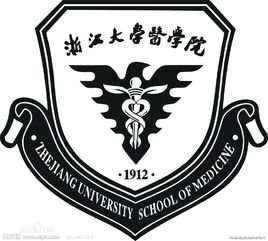 浙江大學醫學院
· 1912 ·
· ZHEJIANG UNIVERSITY SCHOOL OF MEDICINE ·